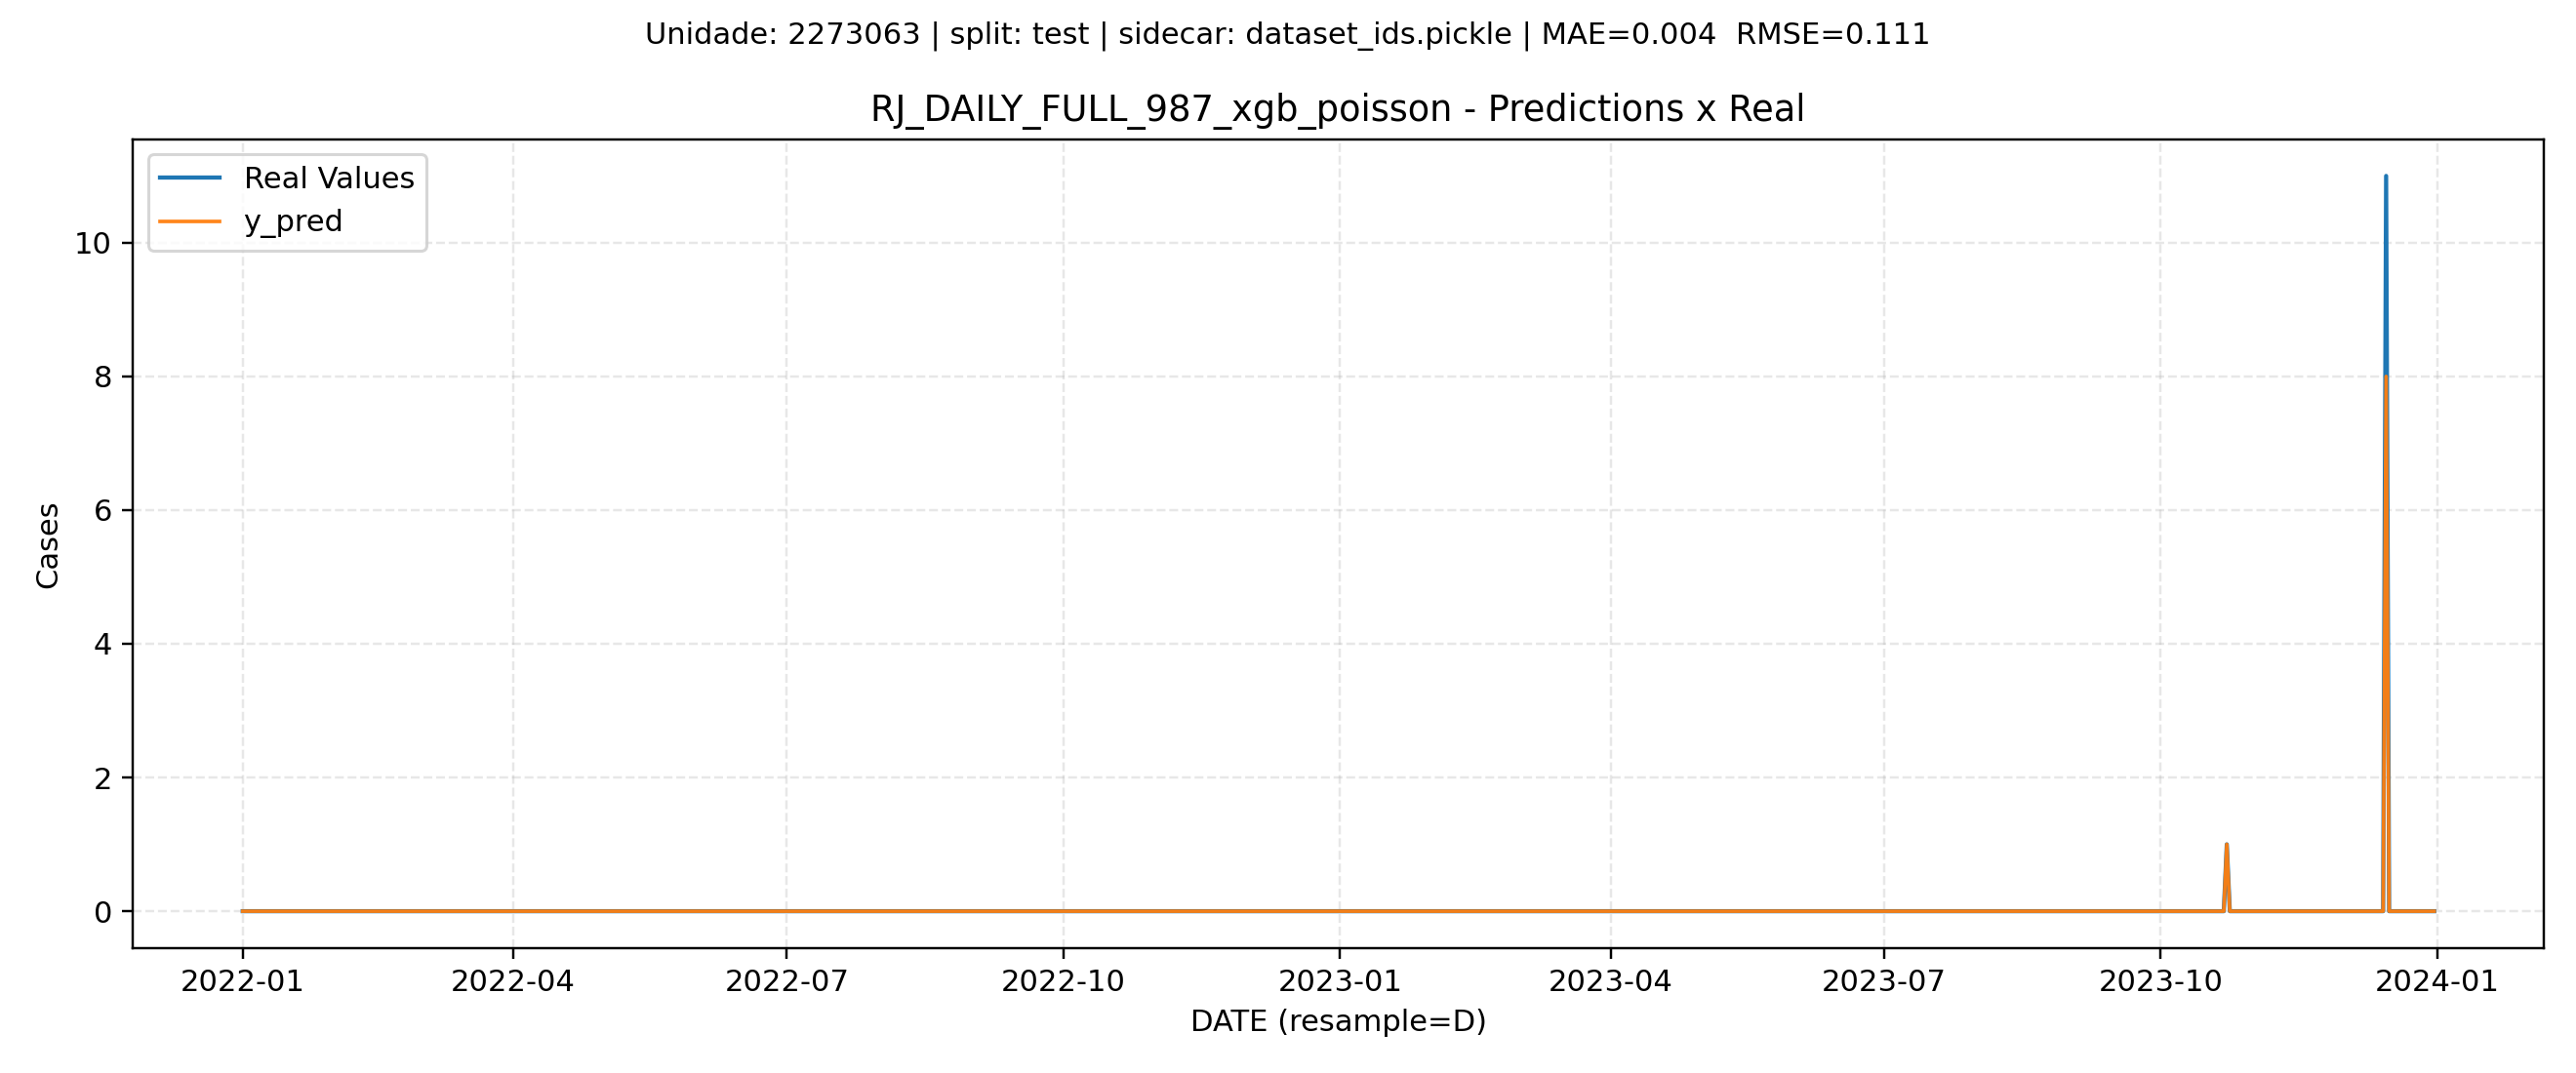 Unidade: 2273063 | split: test | sidecar: dataset_ids.pickle | MAE=0.004  RMSE=0.111
RJ_DAILY_FULL_987_xgb_poisson - Predictions x Real
Real Values
y_pred
10
8
6
4
2
0
Cases
2022-01
2022-04
2022-07
2022-10
2023-01
2023-04
2023-07
2023-10
2024-01
DATE (resample=D)